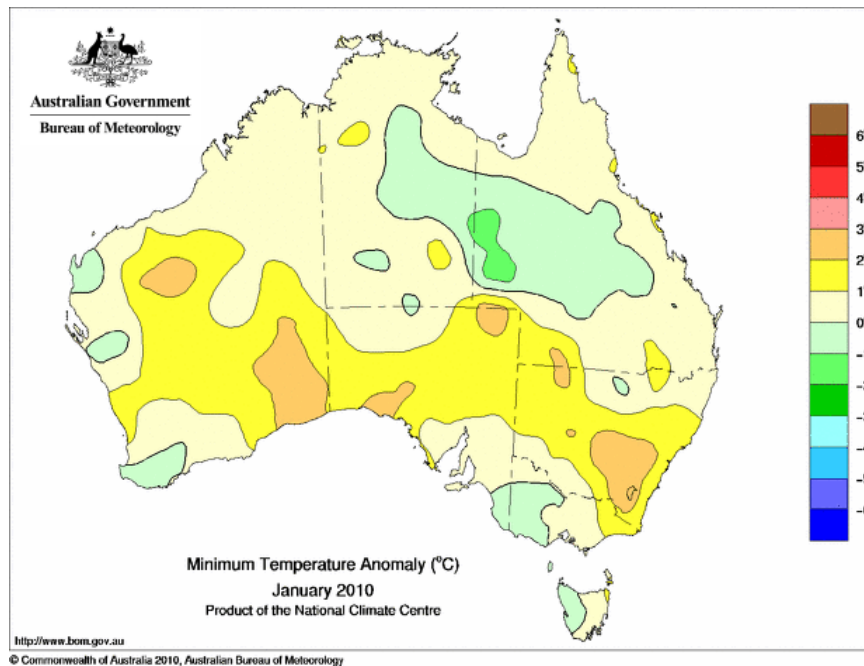 Australian Government
Bureau of Meteorology
6
5
4
3
2
1
0
Minimum Temperature Anomaly (°C)
January 2010
Product of the National Climate Centre
http://www.bom.gov.au
© Commonwealth of Australia 2010, Australian Bureau of Meteorology